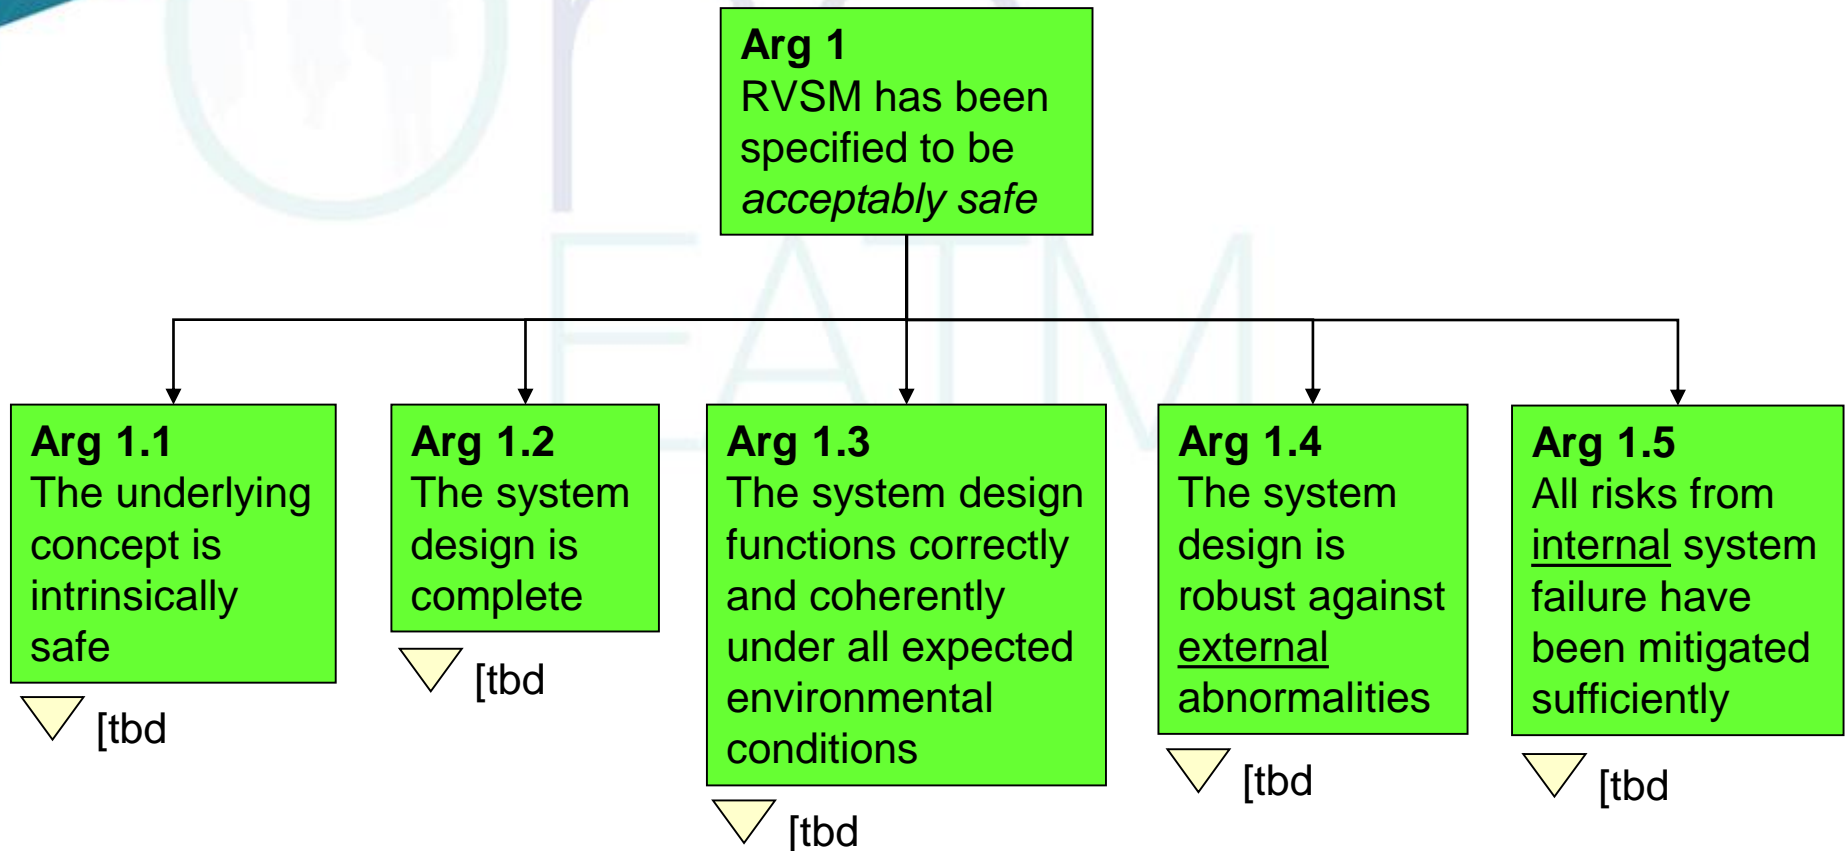 Arg 1
RVSM has been
specified to be
acceptably safe
EATM
Arg 1.1
The underlying
concept is
intrinsically
safe
[tbd
Arg 1.2
The system
design is
complete
[tbd
Arg 1.3
The system design
functions correctly
and coherently
under all expected
environmental
conditions
[tbd
Arg 1.4
The system
design is
robust against
external
abnormalities
[tbd
Arg 1.5
All risks from
internal system
failure have
been mitigated
sufficiently
[tbd